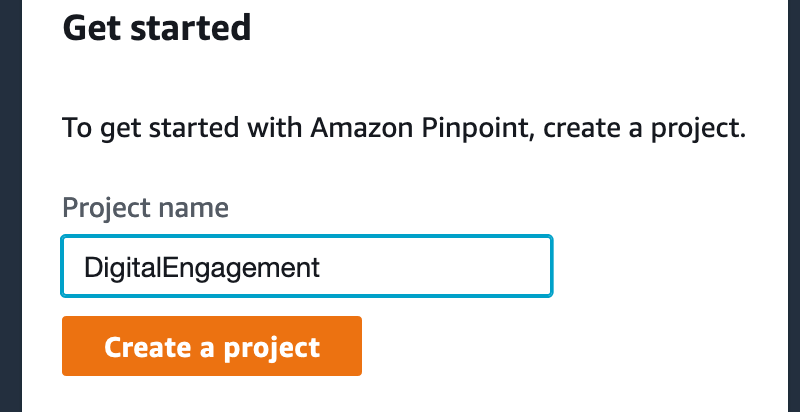 Get started
To get started with Amazon Pinpoint, create a project.
Project name
DigitalEngagement
Create a project